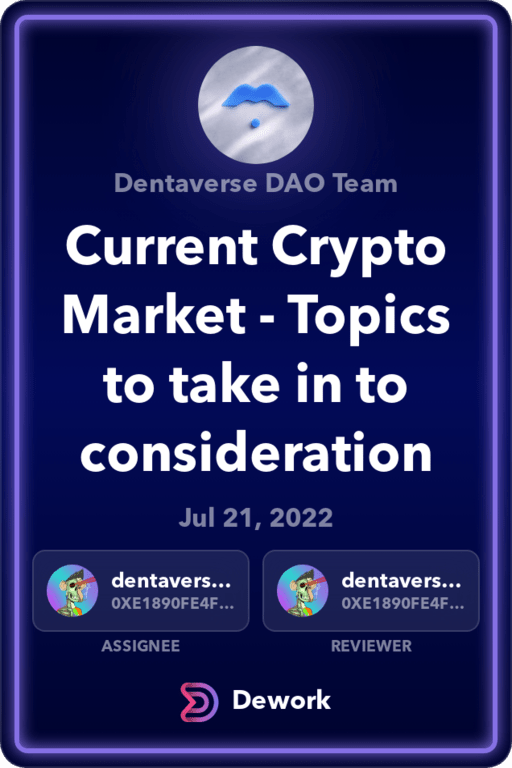 Dentaverse DAO Team
Current Crypto
Market - Topics
to take in to
consideration
Jul 21, 2022
dentavers...
0XE1890FE4F...
ASSIGNEE
dentavers...
0XE1890FE4F...
REVIEWER
Dework